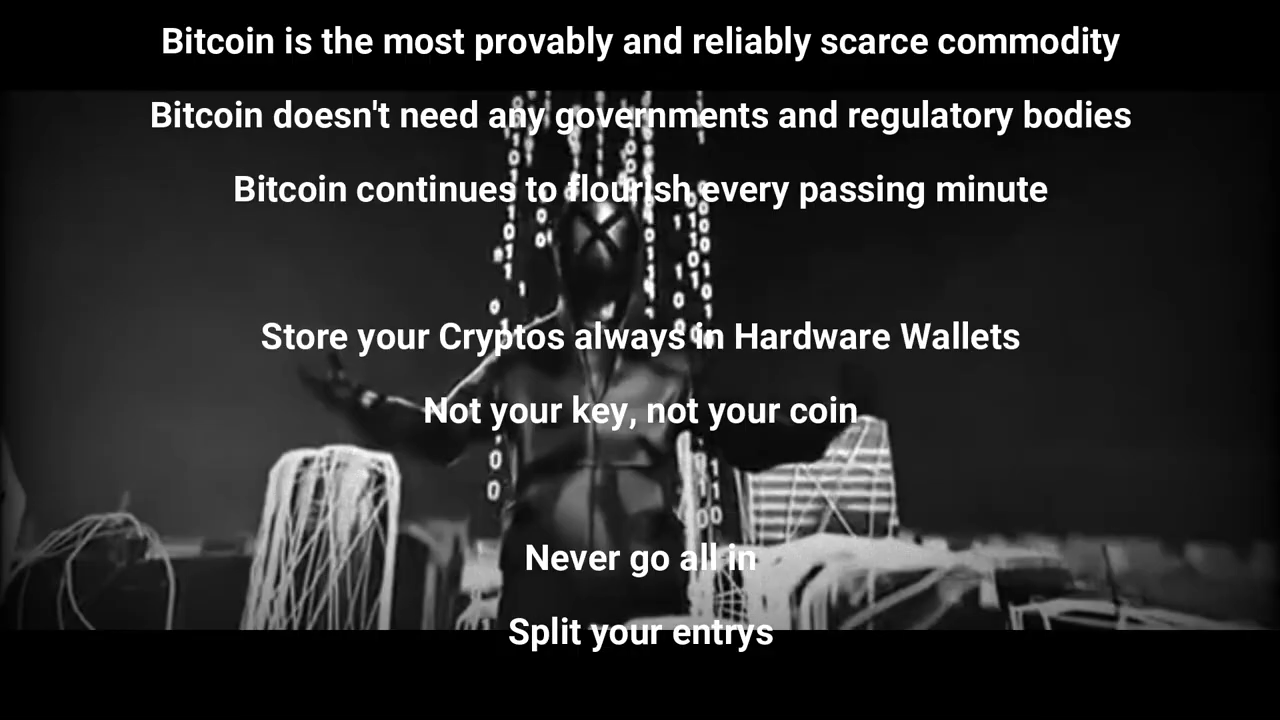 Bitcoin is the most provably and reliably scarce commodity
Bitcoin doesn't need any governments and regulatory bodies
Bitcoin continues to flourish every passing minute
Store your Cryptos always in Hardware Wallets
Not your key, not your coin
Never go all in
Split your entrys